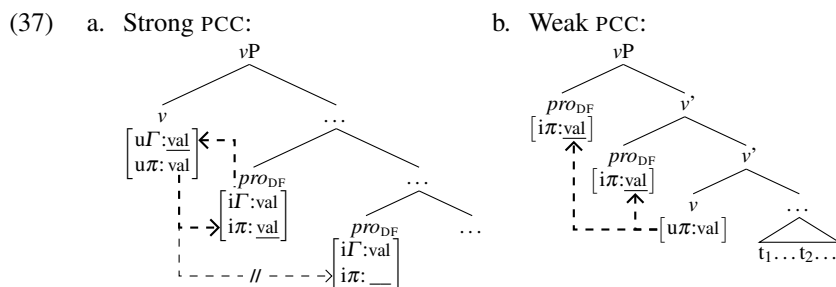 (37) a. Strong PCC: b. Weak PCC:
vP vP
v … pro_DF v’
[uΓ:val [iπ:val]
uπ:val] pro_DF … pro_DF v’
[iΓ:val [iπ:val]
iπ:val] pro_DF … v …
// [iΓ:val [uπ:val]
iπ:__] t₁…t₂…